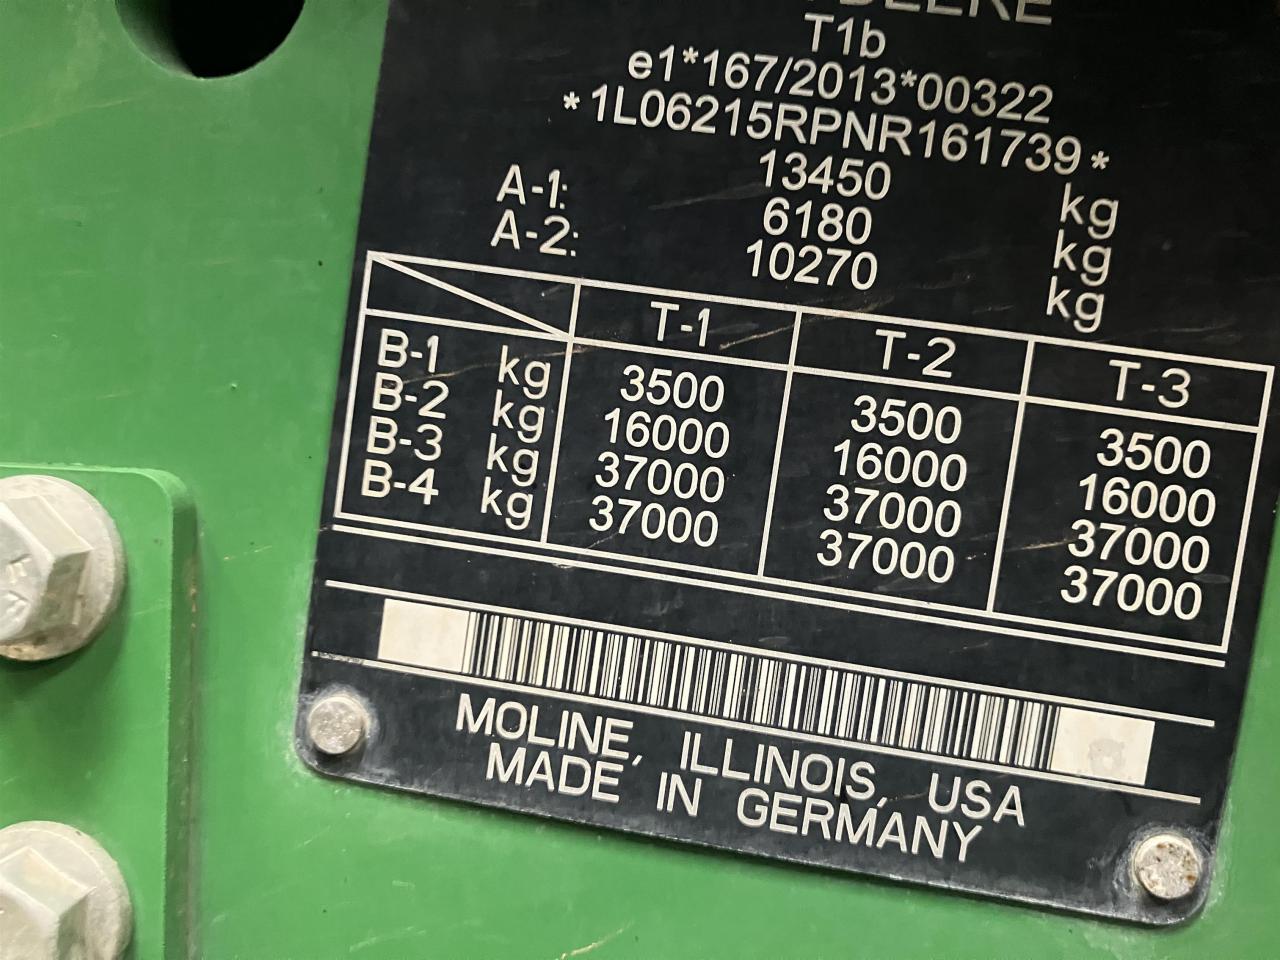 DEERE
T1b
e1*167/2013*00322
*1L06215RPNR161739*
13450 kg
A-1: 6180 kg
A-2: 10270 kg
T-1 T-2 T-3
B-1 kg 3500 3500 3500
B-2 kg 16000 16000 16000
B-3 kg 37000 37000 37000
B-4 kg 37000 37000 37000
MOLINE, ILLINOIS, USA
MADE IN GERMANY